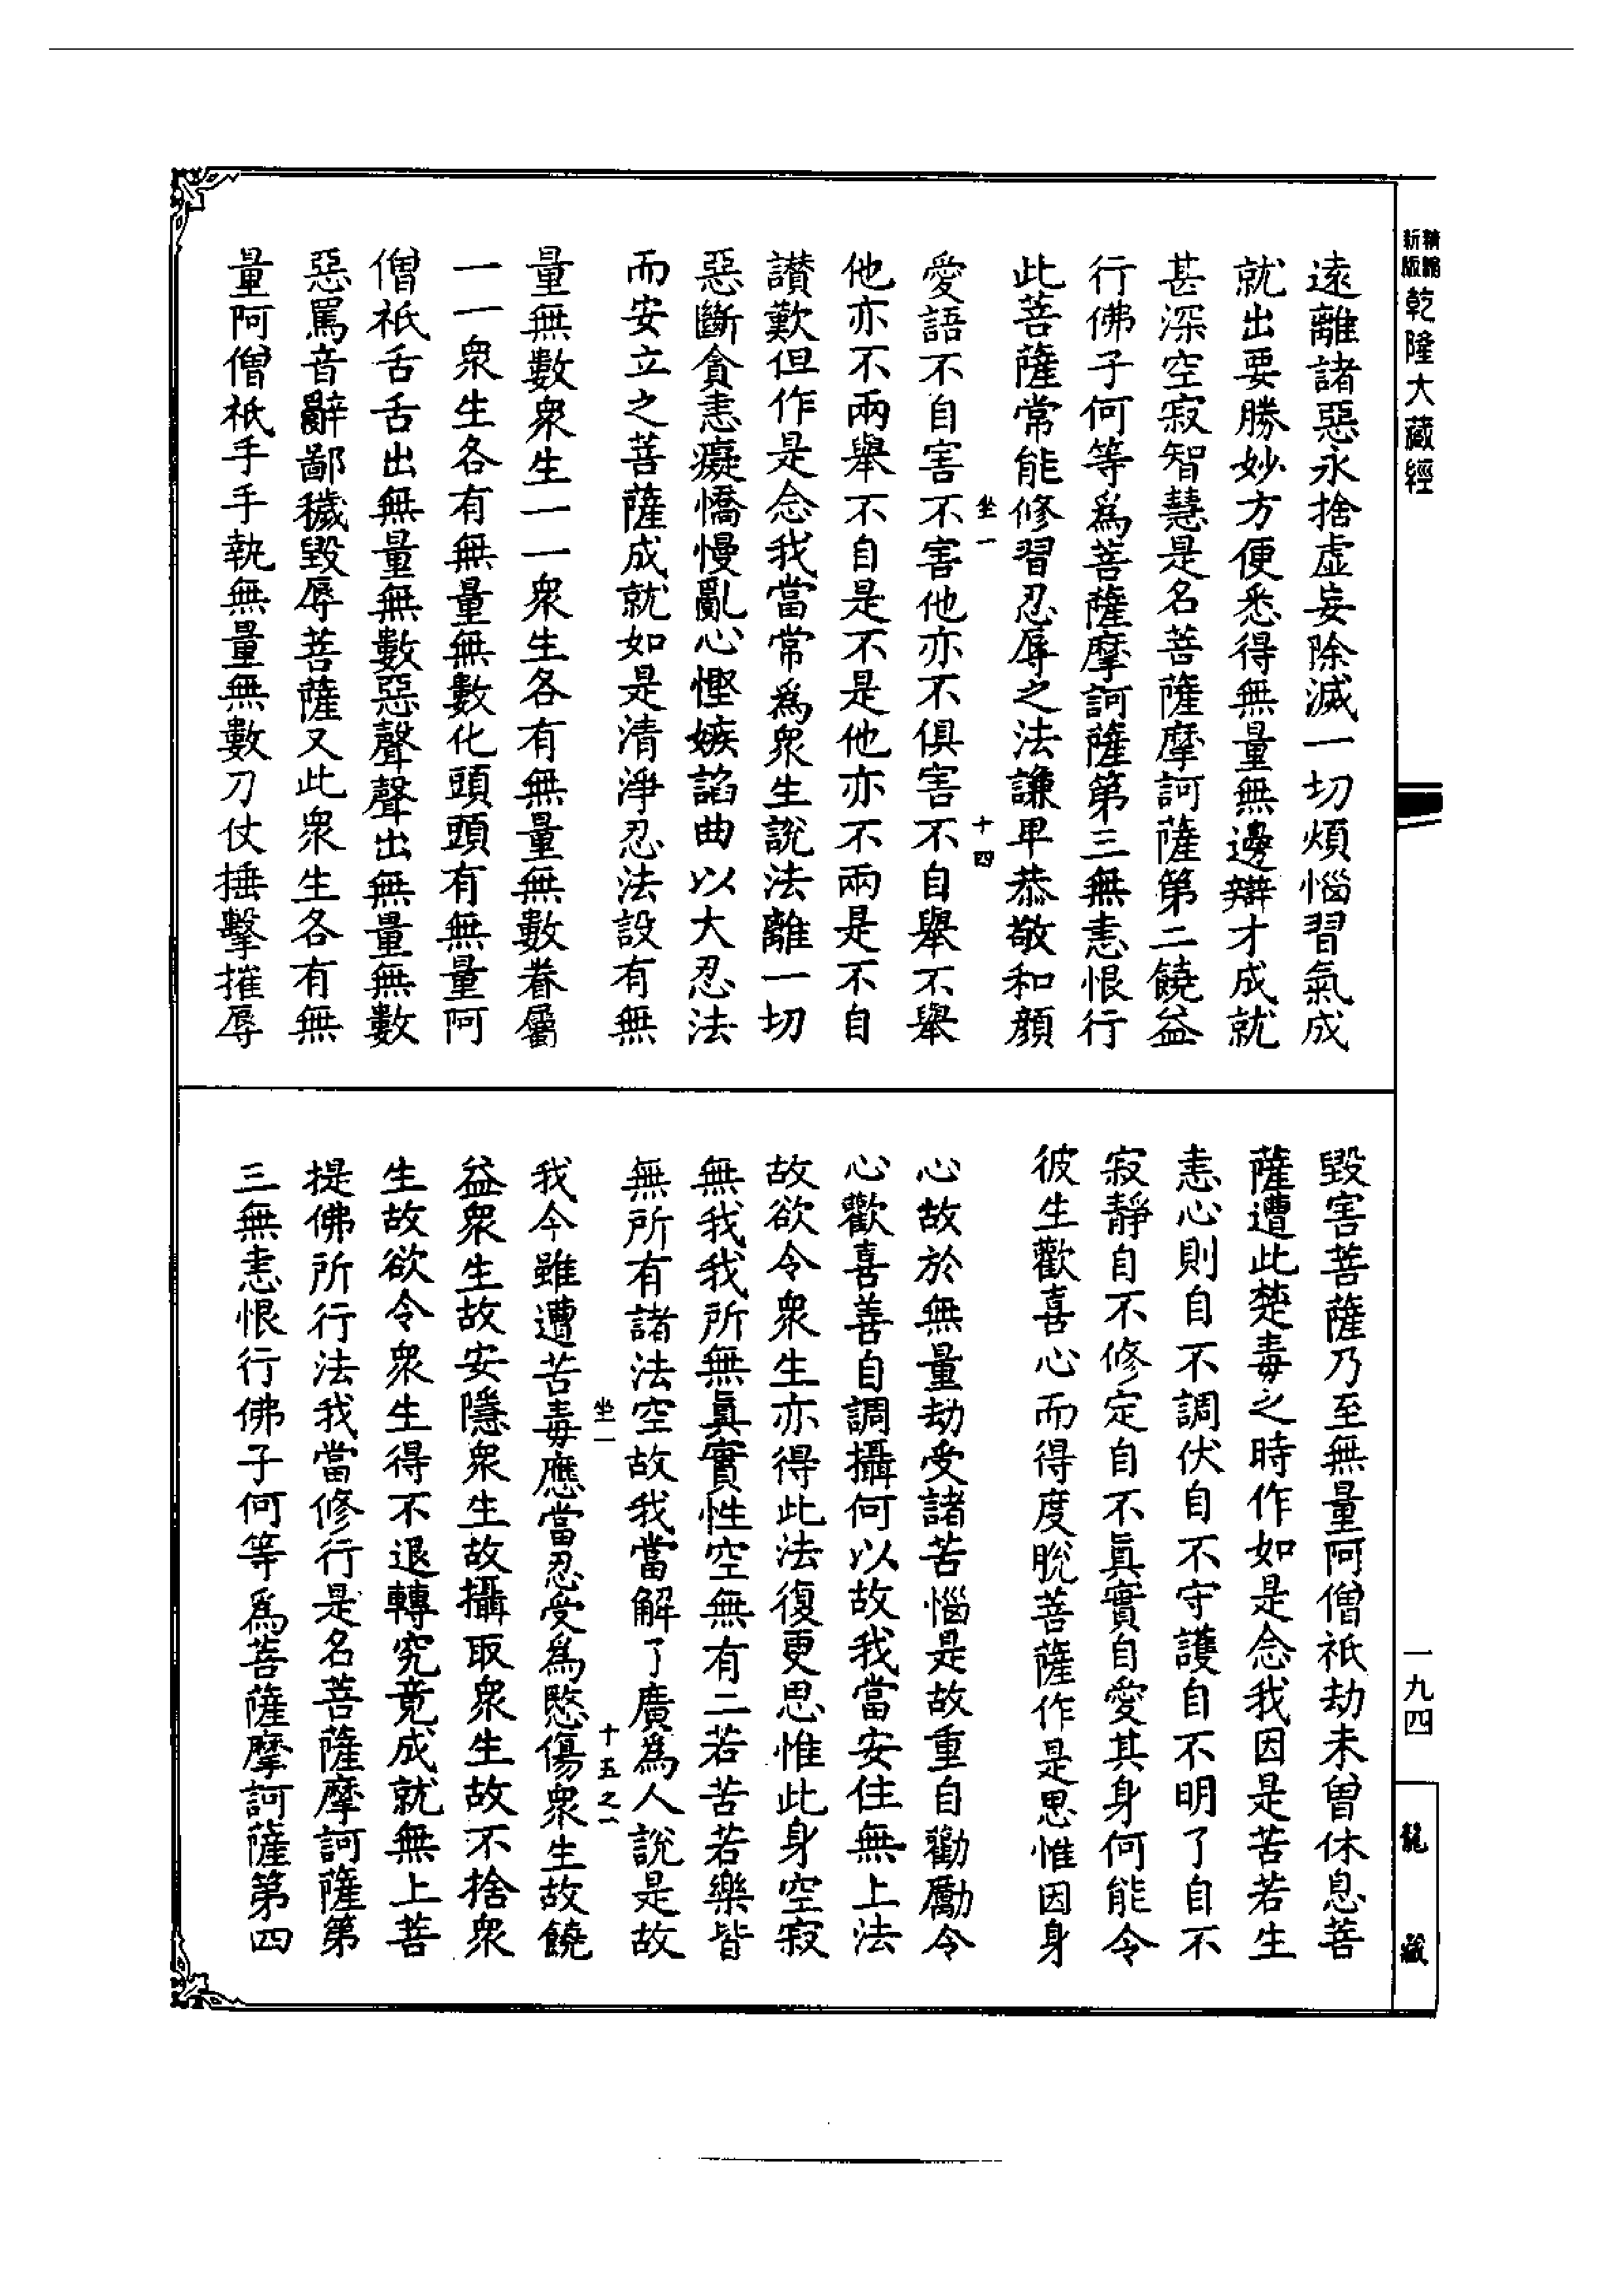 新版
精縮
乾隆大藏經
遠離諸惡永捨虛妄除滅一切煩惱習氣成
就出要勝妙方便悉得無量無邊辯才成就
甚深空寂智慧是名菩薩摩訶薩第二饒益
行佛子何等爲菩薩摩訶薩第三無恚恨行
此菩薩常能修習忍辱之法謙卑恭敬和顏
坐一
十四
愛語不自害不害他亦不俱害不自舉不舉
他亦不兩舉不自是不是他亦不兩是不自
讃歎但作是念我當常爲衆生說法離一切
惡斷貪恚癡憍慢亂心慳嫉諂曲以大忍法
而安立之菩薩成就如是清淨忍法設有無
量無數衆生一一衆生各有無量無數眷屬
一一衆生各有無量無數化頭頭有無量阿
僧祇舌舌出無量無數惡聲聲出無量無數
惡罵音辭鄙穢毀辱菩薩又此衆生各有無
量阿僧祇手手執無量無數刀仗捶擊摧辱
毀害菩薩乃至無量阿僧祇劫未曾休息菩
薩遭此楚毒之時作如是念我因是苦若生
恚心則自不調伏自不守護自不明了自不
寂靜自不修定自不眞實自愛其身何能令
彼生歡喜心而得度脫菩薩作是思惟因身
心故於無量劫受諸苦惱是故重自勸勵令
心歡喜善自調攝何以故我當安住無上法
故欲令衆生亦得此法復更思惟此身空寂
無我我所無眞實性空無有二若苦若樂皆
無所有諸法空故我當解了廣爲人說是故
坐一
十五之一
我今雖遭苦毒應當忍受爲愍傷衆生故饒
益衆生故安隱衆生故攝取衆生故不捨衆
生故欲令衆生得不退轉究竟成就無上菩
提佛所行法我當修行是名菩薩摩訶薩第
三無恚恨行佛子何等爲菩薩摩訶薩第四
一九四
龍藏